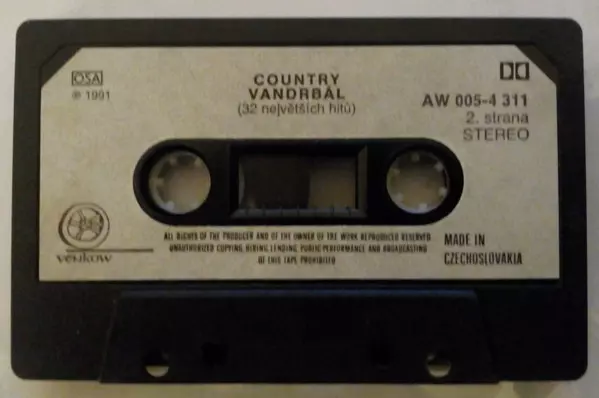 OSA
℗ 1991
COUNTRY
VANDRBÁL
(32 největších hitů)
AW 005-4 311
2. strana
STEREO
venkow
ALL RIGHTS OF THE PRODUCER AND OF THE OWNER OF THE WORK REPRODUCED RESERVED
UNAUTHORIZED COPYING, HIRING, LENDING, PUBLIC PERFORMANCE AND BROADCASTING
OF THIS TAPE PROHIBITED
MADE IN
CZECHOSLOVAKIA